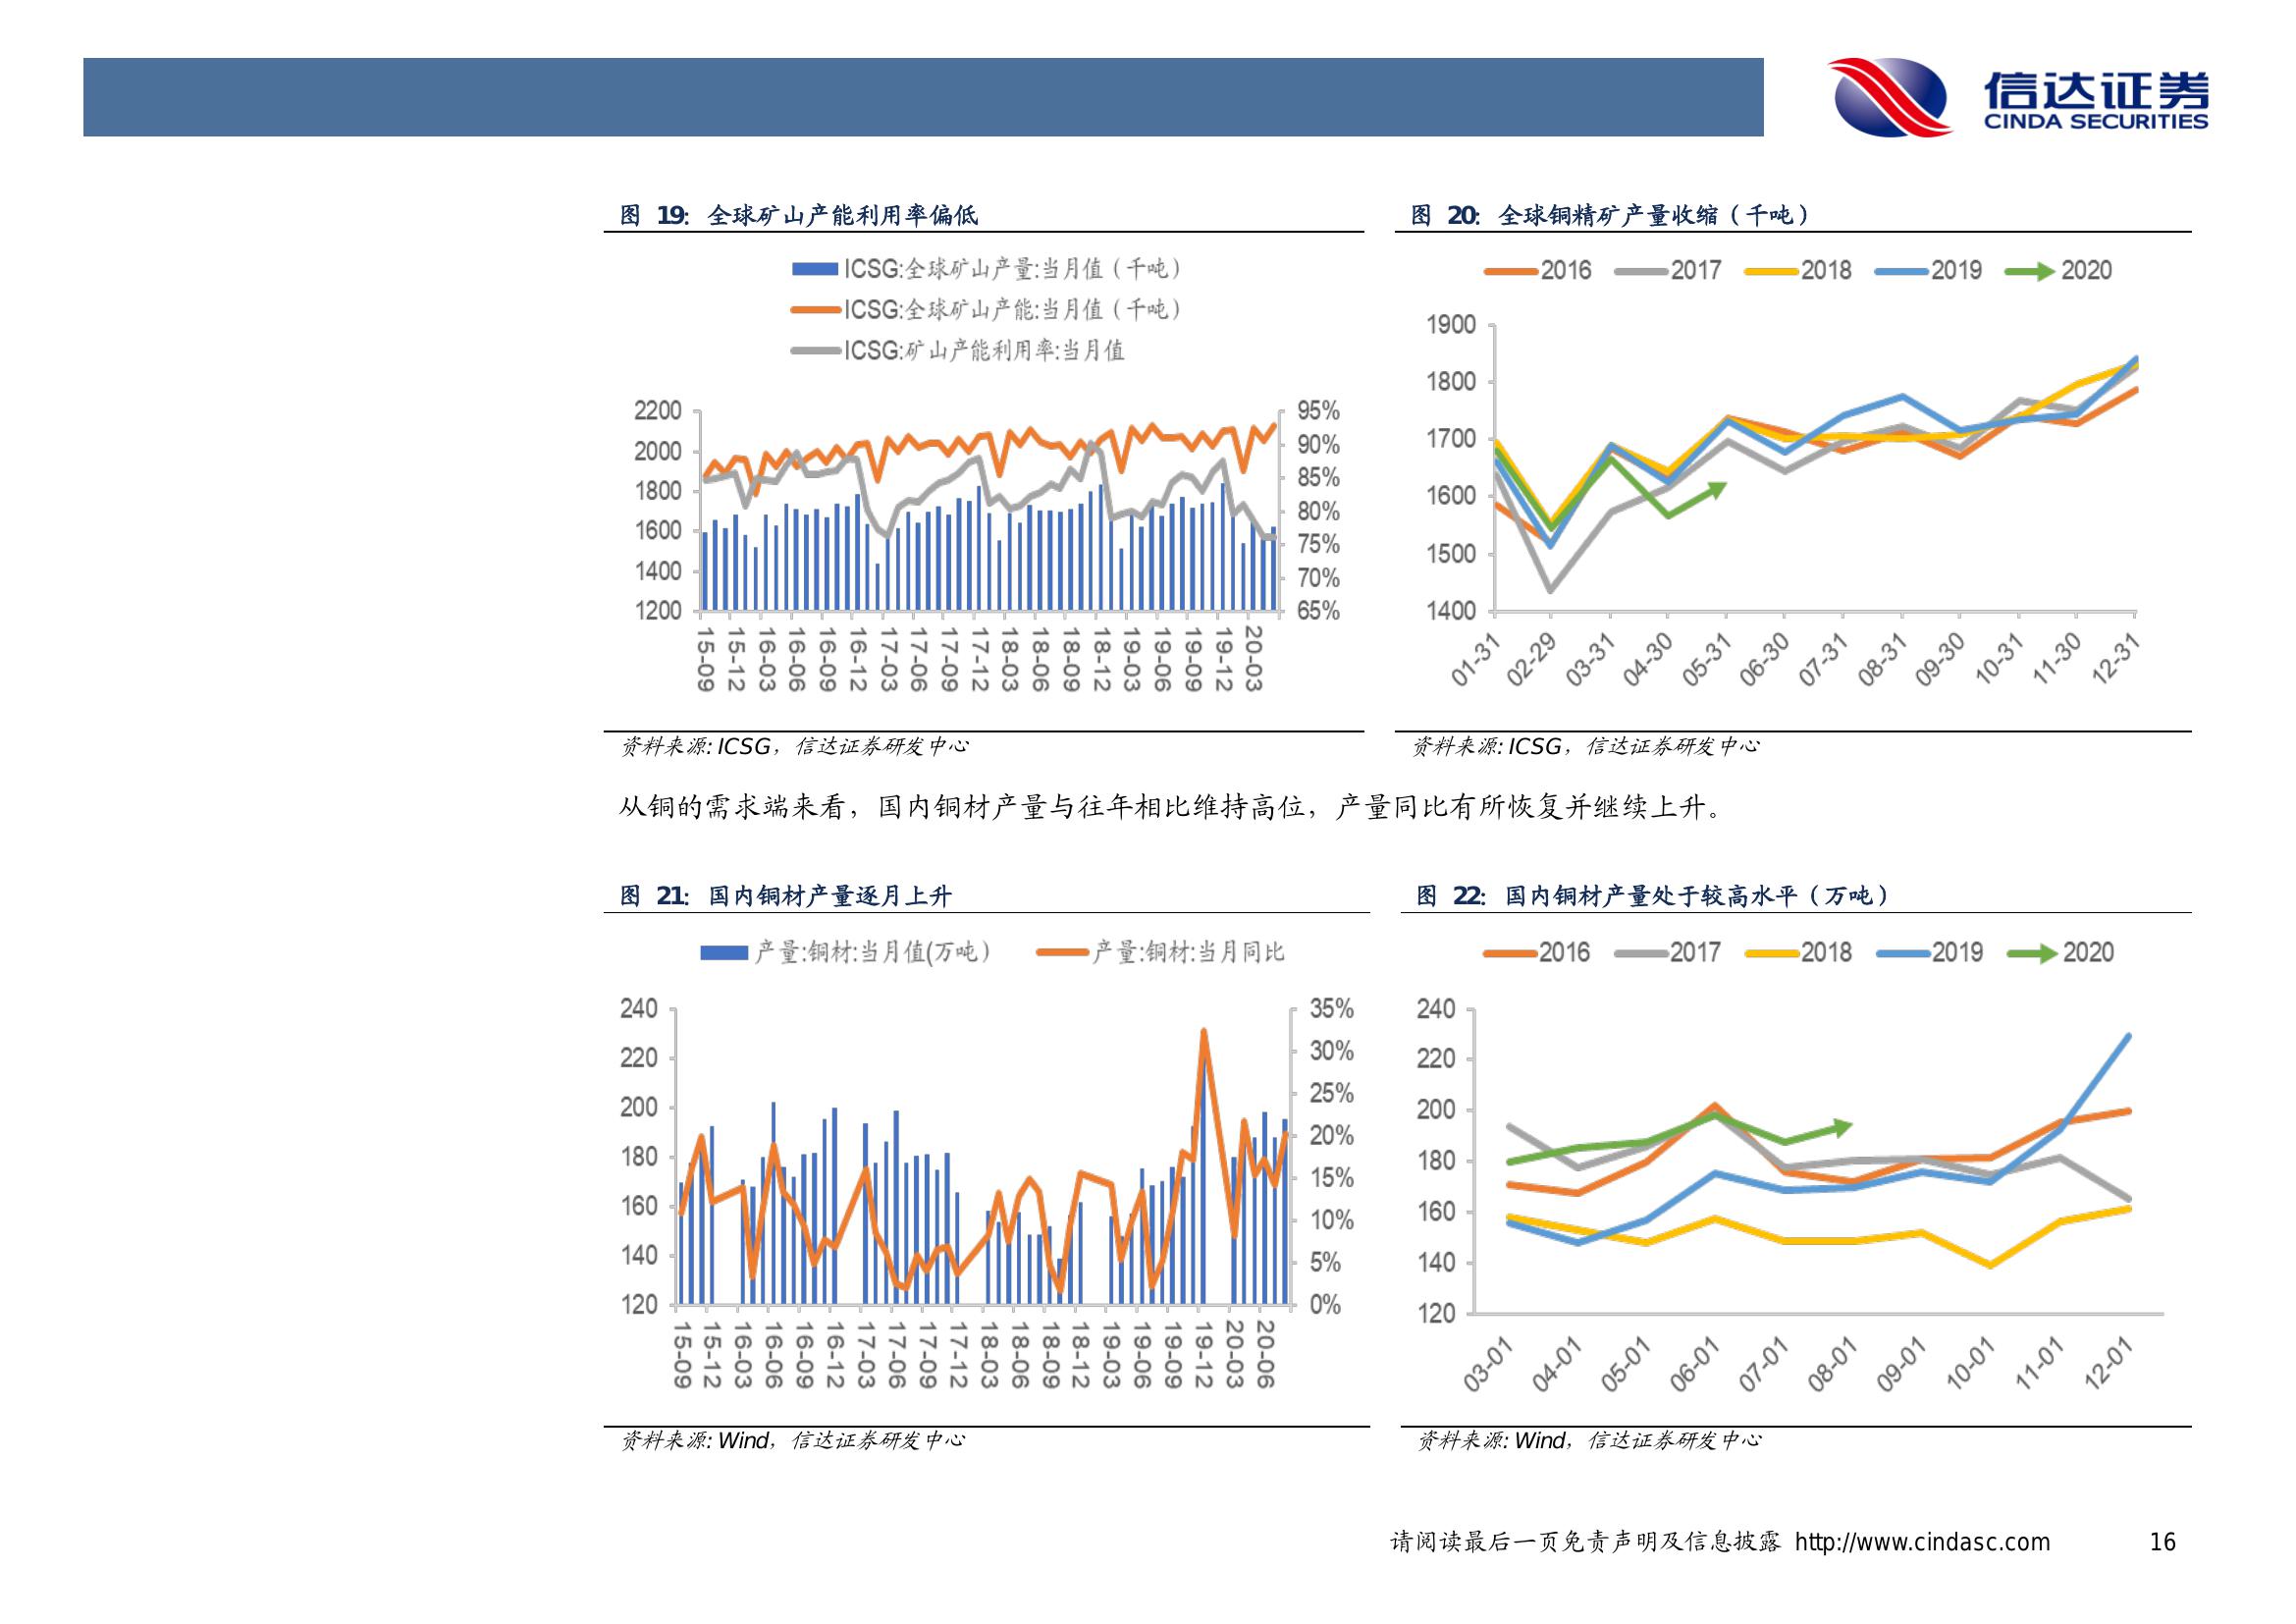 信达证券
CINDA SECURITIES
图 19: 全球矿山产能利用率偏低
ICSG:全球矿山产量:当月值（千吨）
ICSG:全球矿山产能:当月值（千吨）
ICSG:矿山产能利用率:当月值
2200
2000
1800
1600
1400
1200
95%
90%
85%
80%
75%
70%
65%
15-09 15-12 16-03 16-06 16-09 16-12 17-03 17-06 17-09 17-12 18-03 18-06 18-09 18-12 19-03 19-06 19-09 19-12 20-03
资料来源: ICSG，信达证券研发中心
图 20: 全球铜精矿产量收缩（千吨）
2016 2017 2018 2019 2020
1900
1800
1700
1600
1500
1400
01-31 02-29 03-31 04-30 05-31 06-30 07-31 08-31 09-30 10-31 11-30 12-31
资料来源: ICSG，信达证券研发中心
从铜的需求端来看，国内铜材产量与往年相比维持高位，产量同比有所恢复并继续上升。
图 21: 国内铜材产量逐月上升
产量:铜材:当月值(万吨） 产量:铜材:当月同比
240
220
200
180
160
140
120
35%
30%
25%
20%
15%
10%
5%
0%
15-09 15-12 16-03 16-06 16-09 16-12 17-03 17-06 17-09 17-12 18-03 18-06 18-09 18-12 19-03 19-06 19-09 19-12 20-03 20-06
资料来源: Wind，信达证券研发中心
图 22: 国内铜材产量处于较高水平（万吨）
2016 2017 2018 2019 2020
240
220
200
180
160
140
120
03-01 04-01 05-01 06-01 07-01 08-01 09-01 10-01 11-01 12-01
资料来源: Wind，信达证券研发中心
请阅读最后一页免责声明及信息披露 http://www.cindasc.com 16